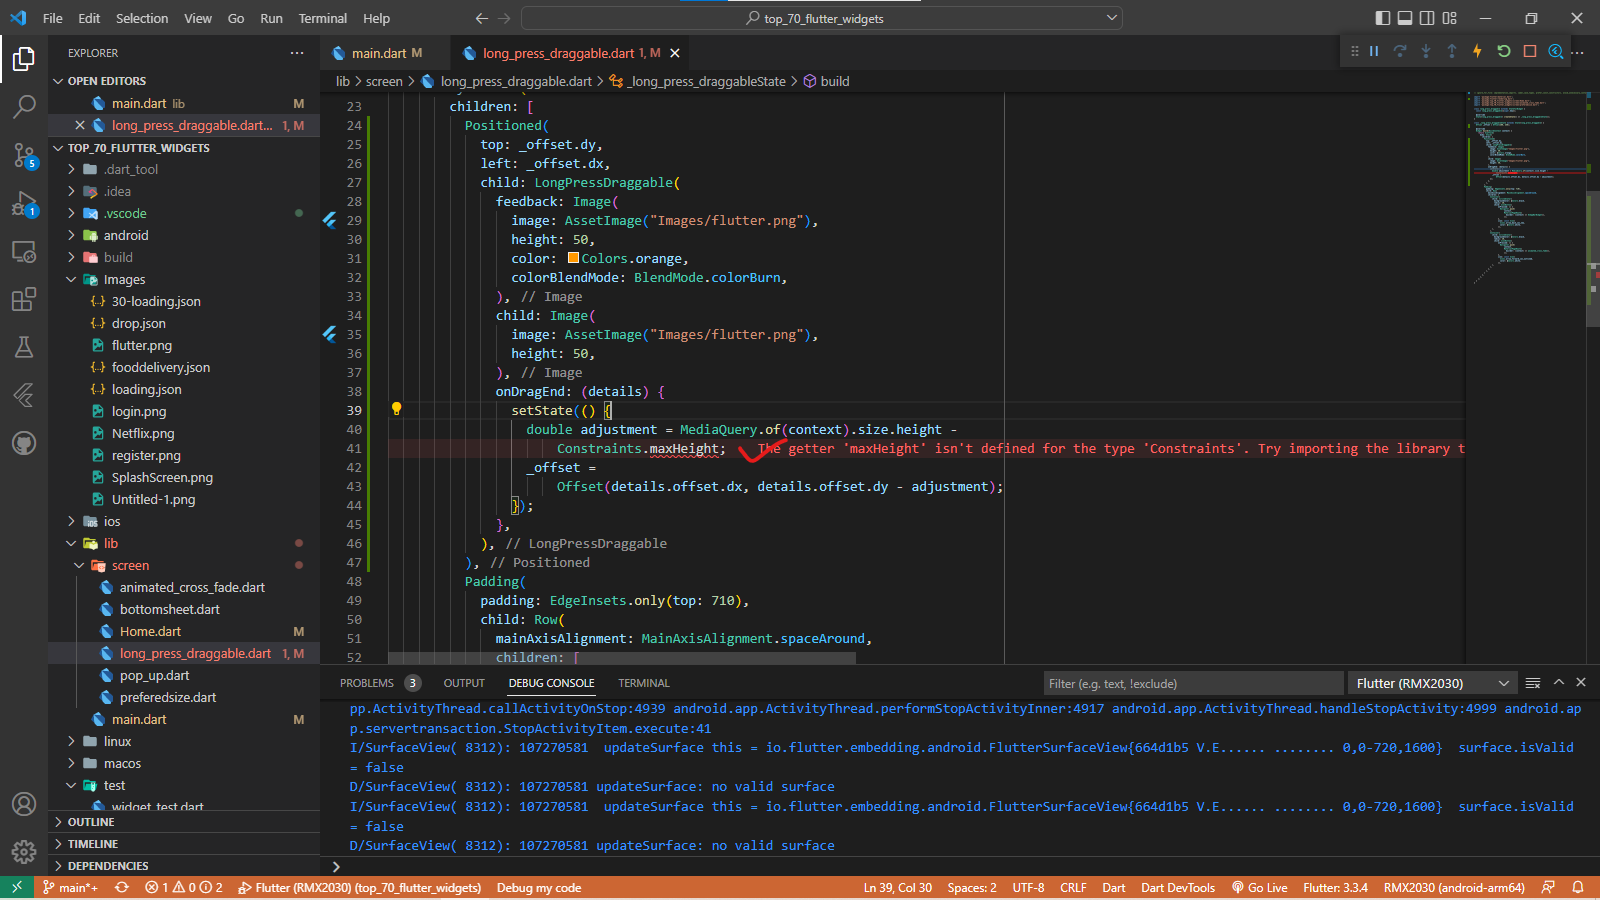 File Edit Selection View Go Run Terminal Help
top_70_flutter_widgets
EXPLORER
OPEN EDITORS
main.dart lib M
long_press_draggable.dart... 1, M
TOP_70_FLUTTER_WIDGETS
.dart_tool
.idea
.vscode
android
build
Images
30-loading.json
drop.json
flutter.png
fooddelivery.json
loading.json
login.png
Netflix.png
register.png
SplashScreen.png
Untitled-1.png
ios
lib
screen
animated_cross_fade.dart
bottomsheet.dart
Home.dart M
long_press_draggable.dart 1, M
pop_up.dart
preferedsize.dart
main.dart M
linux
macos
test
widget_test.dart
OUTLINE
TIMELINE
DEPENDENCIES
5
1
main.dart M
long_press_draggable.dart 1, M
lib > screen > long_press_draggable.dart > _long_press_draggableState > build
23 children: [
24 Positioned(
25 top: _offset.dy,
26 left: _offset.dx,
27 child: LongPressDraggable(
28 feedback: Image(
29 image: AssetImage("Images/flutter.png"),
30 height: 50,
31 color: Colors.orange,
32 colorBlendMode: BlendMode.colorBurn,
33 ), // Image
34 child: Image(
35 image: AssetImage("Images/flutter.png"),
36 height: 50,
37 ), // Image
38 onDragEnd: (details) {
39 setState(() {
40 double adjustment = MediaQuery.of(context).size.height -
41 Constraints.maxHeight; The getter 'maxHeight' isn't defined for the type 'Constraints'. Try importing the library t
42 _offset =
43 Offset(details.offset.dx, details.offset.dy - adjustment);
44 });
45 },
46 ), // LongPressDraggable
47 ), // Positioned
48 Padding(
49 padding: EdgeInsets.only(top: 710),
50 child: Row(
51 mainAxisAlignment: MainAxisAlignment.spaceAround,
52 children: [
PROBLEMS 3 OUTPUT DEBUG CONSOLE TERMINAL
Filter (e.g. text, !exclude)
Flutter (RMX2030)
pp.ActivityThread.callActivityOnStop:4939 android.app.ActivityThread.performStopActivityInner:4917 android.app.ActivityThread.handleStopActivity:4999 android.ap
p.servertransaction.StopActivityItem.execute:41
I/SurfaceView( 8312): 107270581 updateSurface this = io.flutter.embedding.android.FlutterSurfaceView{664d1b5 V.E...... ........ 0,0-720,1600} surface.isValid
= false
D/SurfaceView( 8312): 107270581 updateSurface: no valid surface
I/SurfaceView( 8312): 107270581 updateSurface this = io.flutter.embedding.android.FlutterSurfaceView{664d1b5 V.E...... ........ 0,0-720,1600} surface.isValid
= false
D/SurfaceView( 8312): 107270581 updateSurface: no valid surface
main*+ 1 0 2 Flutter (RMX2030) (top_70_flutter_widgets) Debug my code
Ln 39, Col 30 Spaces: 2 UTF-8 CRLF Dart Dart DevTools Go Live Flutter: 3.3.4 RMX2030 (android-arm64)